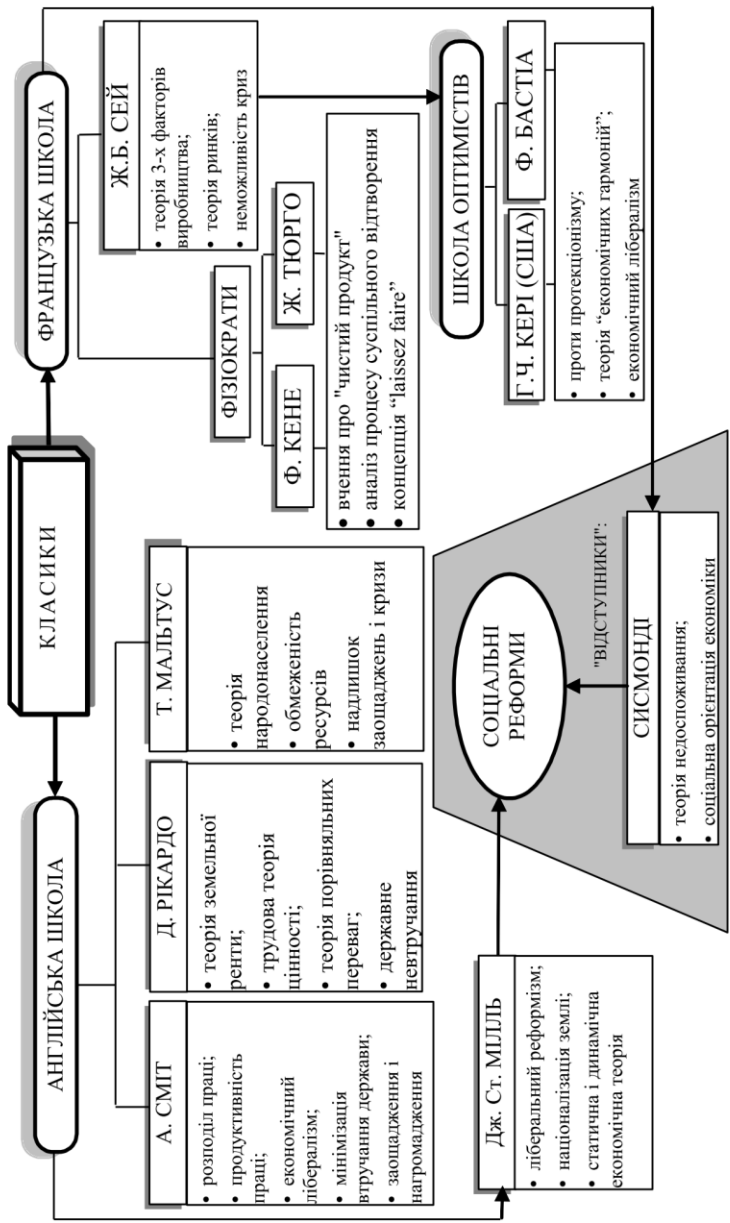 КЛАСИКИ
АНГЛІЙСЬКА ШКОЛА
ФРАНЦУЗЬКА ШКОЛА
А. СМІТ
• розподіл праці;
• продуктивність
праці;
• економічний
лібералізм;
• мінімізація
втручання держави;
• заощадження і
нагромадження
Д. РІКАРДО
• теорія земельної
ренти;
• трудова теорія
цінності;
• теорія порівняльних
переваг;
• державне
невтручання
Т. МАЛЬТУС
• теорія
народонаселення
• обмеженість
ресурсів
• надлишок
заощаджень і кризи
ФІЗІОКРАТИ
Ф. КЕНЕ
Ж. ТЮРГО
• вчення про "чистий продукт"
• аналіз процесу суспільного відтворення
• концепція “laissez faire”
Ж.Б. СЕЙ
• теорія 3-х факторів
виробництва;
• теорія ринків;
• неможливість криз
ШКОЛА ОПТИМІСТІВ
Г.Ч. КЕРІ (США)
Ф. БАСТІА
• проти протекціонізму;
• теорія “економічних гармоній”;
• економічний лібералізм
Дж. Ст. МІЛЛЬ
• ліберальний реформізм;
• націоналізація землі;
• статична і динамічна
економічна теорія
СОЦІАЛЬНІ
РЕФОРМИ
"ВІДСТУПНИКИ":
СИСМОНДІ
• теорія недоспоживання;
• соціальна орієнтація економіки